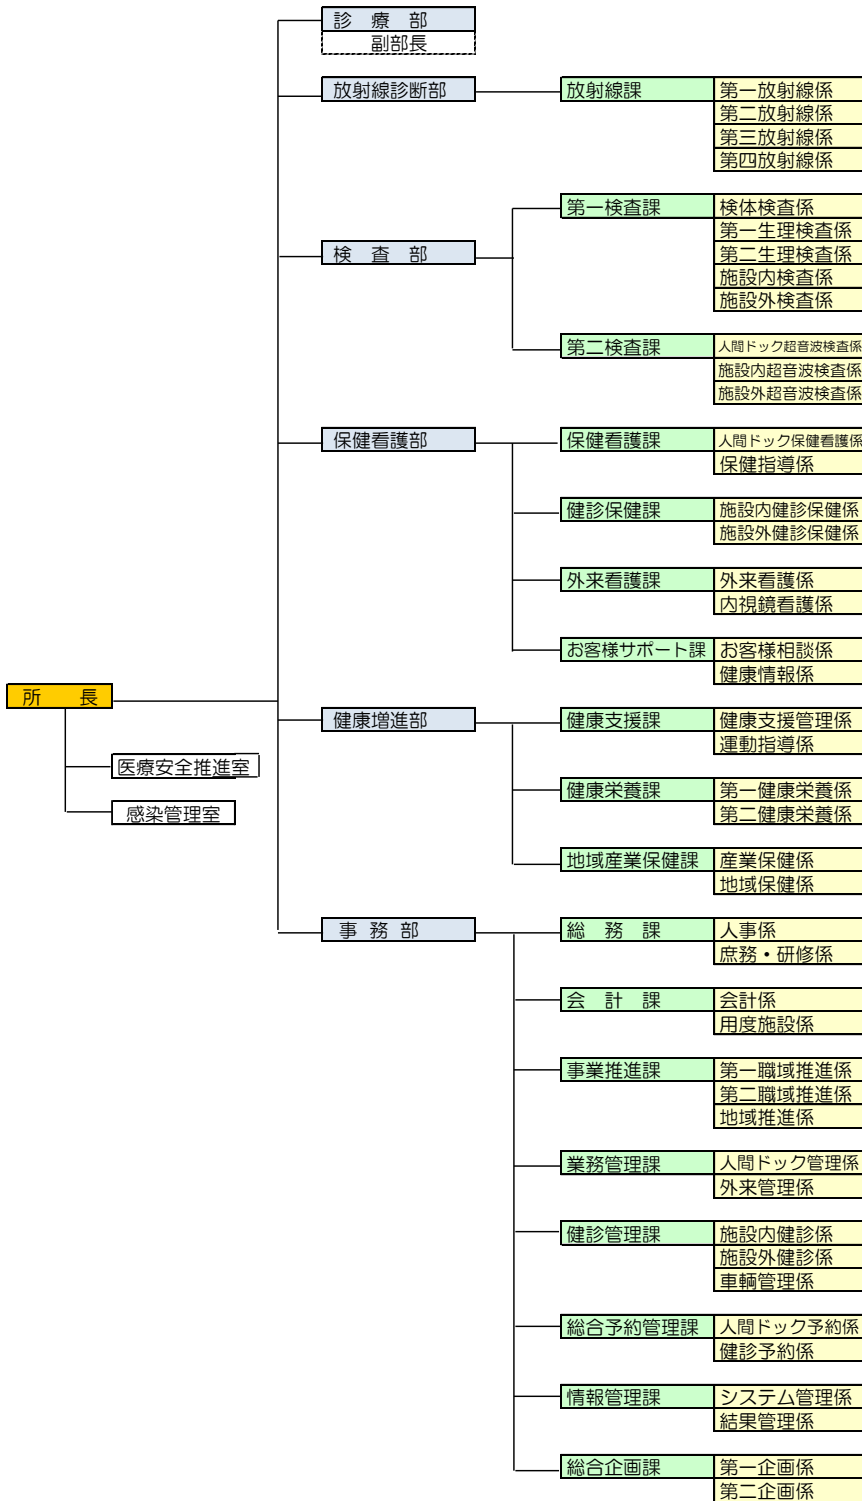 診 療 部
副部長
放射線診断部 放射線課 第一放射線係
第二放射線係
第三放射線係
第四放射線係
第一検査課 検体検査係
第一生理検査係
検 査 部 第二生理検査係
施設内検査係
施設外検査係
第二検査課 人間ドック超音波検査係
施設内超音波検査係
施設外超音波検査係
保健看護部 保健看護課 人間ドック保健看護係
保健指導係
健診保健課 施設内健診保健係
施設外健診保健係
外来看護課 外来看護係
内視鏡看護係
お客様サポート課 お客様相談係
健康情報係
所 長
健康増進部 健康支援課 健康支援管理係
運動指導係
医療安全推進室
健康栄養課 第一健康栄養係
感染管理室 第二健康栄養係
地域産業保健課 産業保健係
地域保健係
事 務 部 総 務 課 人事係
庶務・研修係
会 計 課 会計係
用度施設係
事業推進課 第一職域推進係
第二職域推進係
地域推進係
業務管理課 人間ドック管理係
外来管理係
健診管理課 施設内健診係
施設外健診係
車輌管理係
総合予約管理課 人間ドック予約係
健診予約係
情報管理課 システム管理係
結果管理係
総合企画課 第一企画係
第二企画係